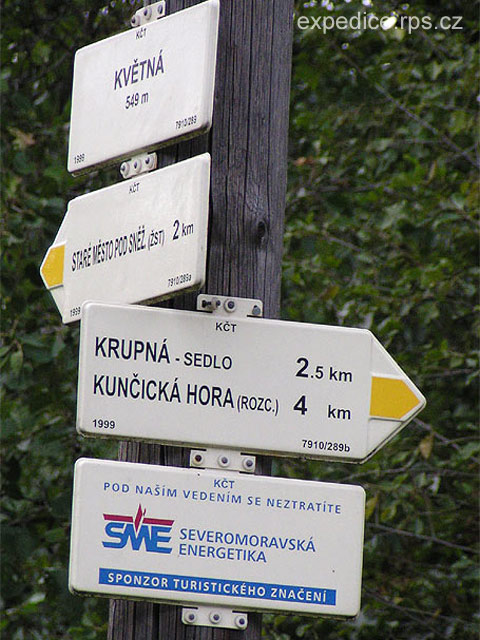 expedice.rps.cz
KČT
KVĚTNÁ
549 m
1999 7910/289
KČT
STARÉ MĚSTO POD SNĚŽ. (ŽST) 2 km
1999 7910/289a
KČT
KRUPNÁ - SEDLO 2.5 km
KUNČICKÁ HORA (ROZC.) 4 km
1999 7910/289b
KČT
POD NAŠÍM VEDENÍM SE NEZTRATÍTE
SME SEVEROMORAVSKÁ
ENERGETIKA
SPONZOR TURISTICKÉHO ZNAČENÍ